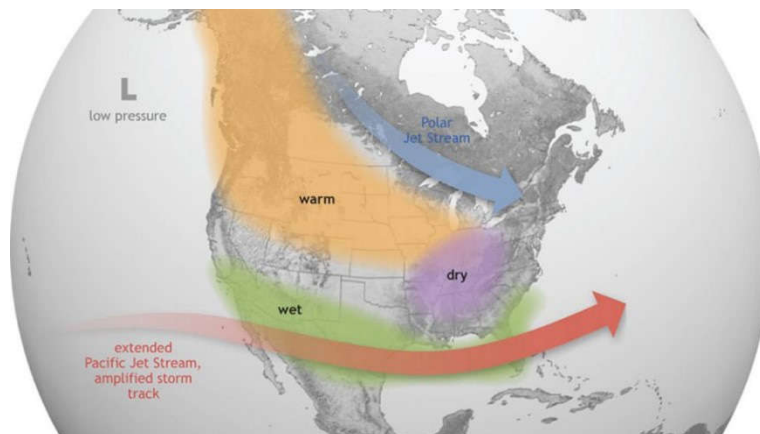 L
low pressure
Polar
Jet Stream
warm
dry
wet
extended
Pacific Jet Stream,
amplified storm
track